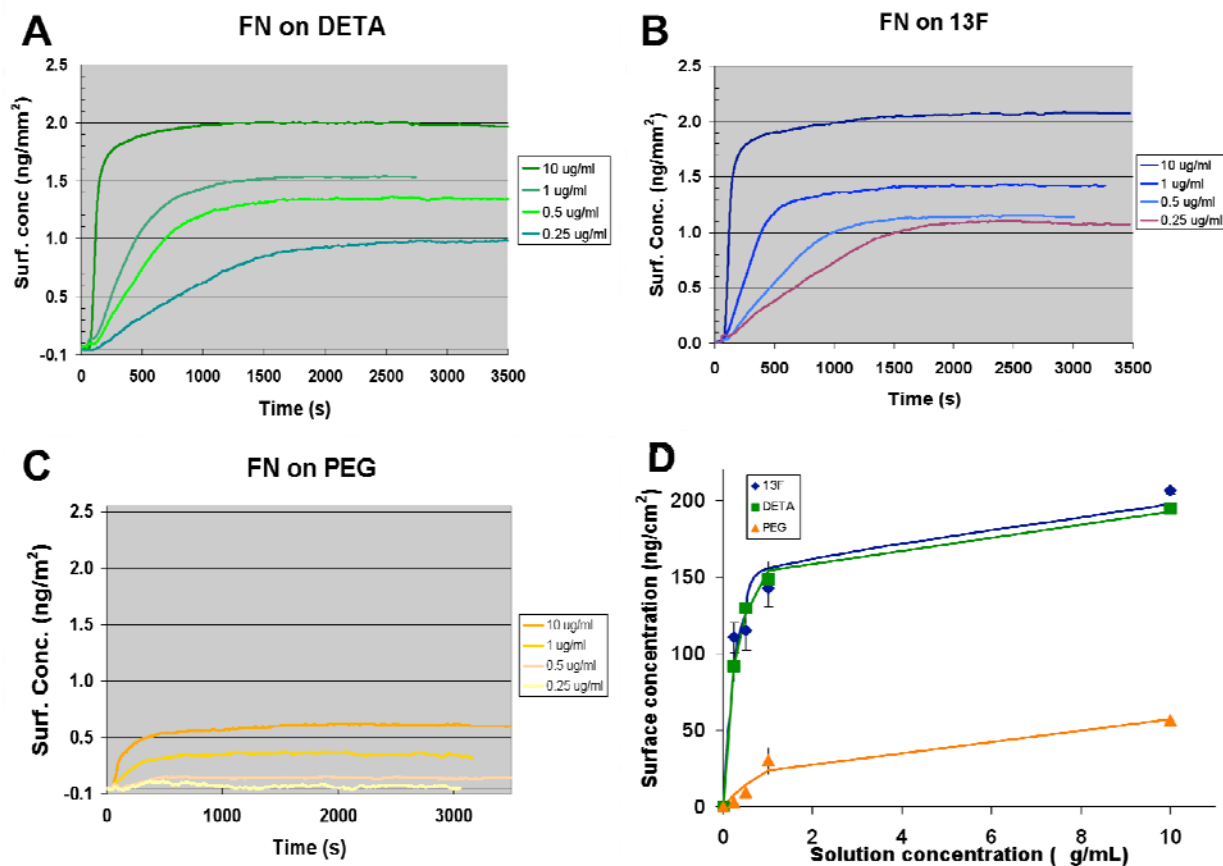 A
FN on DETA
Surf. conc. (ng/mm²)
2.5
2.0
1.5
1.0
0.5
-0.1
0 500 1000 1500 2000 2500 3000 3500
Time (s)
10 ug/ml
1 ug/ml
0.5 ug/ml
0.25 ug/ml
B
FN on 13F
Surf. Conc. (ng/mm²)
2.5
2.0
1.5
1.0
0.5
0.0
0 500 1000 1500 2000 2500 3000 3500
Time (s)
10 ug/ml
1 ug/ml
0.5 ug/ml
0.25 ug/ml
C
FN on PEG
Surf. Conc. (ng/m²)
2.5
2.0
1.5
1.0
0.5
-0.1
0 1000 2000 3000
Time (s)
10 ug/ml
1 ug/ml
0.5 ug/ml
0.25 ug/ml
D
Surface concentration (ng/cm²)
200
150
100
50
0
13F
DETA
PEG
0 2 4 6 8 10
Solution concentration ( g/mL)